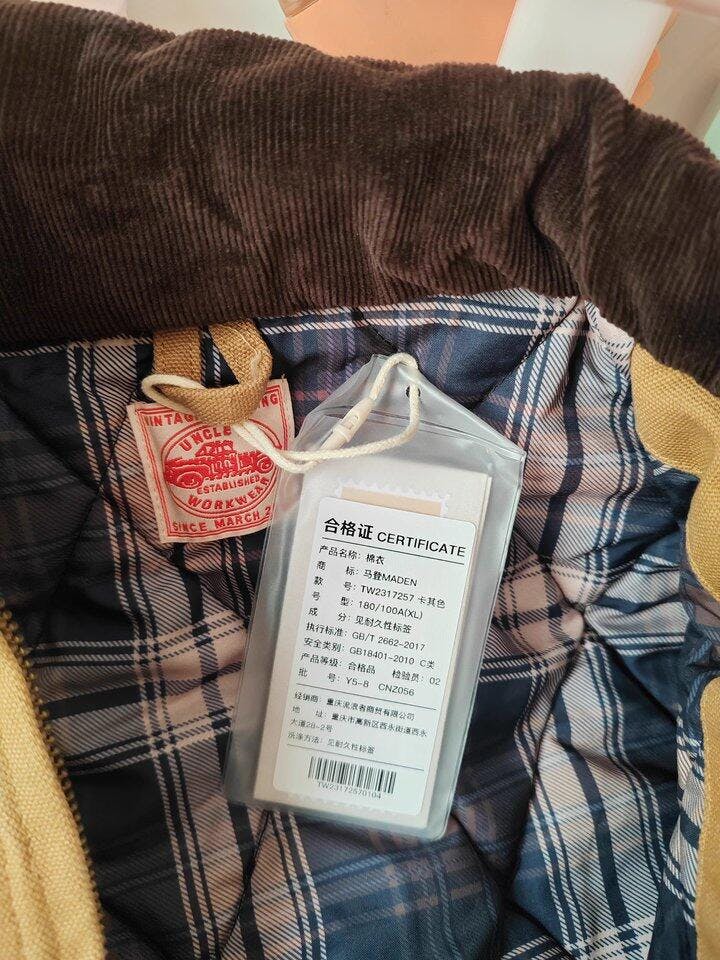 UNCLE
ESTABLISHED
WORKWEAR
SINCE MARCH
合格证 CERTIFICATE
产品名称：棉衣
商 标：马登MADEN
款 号：TW2317257 卡其色
号 型：180/100A(XL)
成 分：见耐久性标签
执行标准：GB/T 2662-2017
安全类别：GB18401-2010 C类
产品等级：合格品 检验员：02
批 号：Y5-8 CNZ056
经销商：重庆流浪者商贸有限公司
地 址：重庆市高新区西永街道西永
大道28-2号
洗涤方法：见耐久性标签
TW23172570104